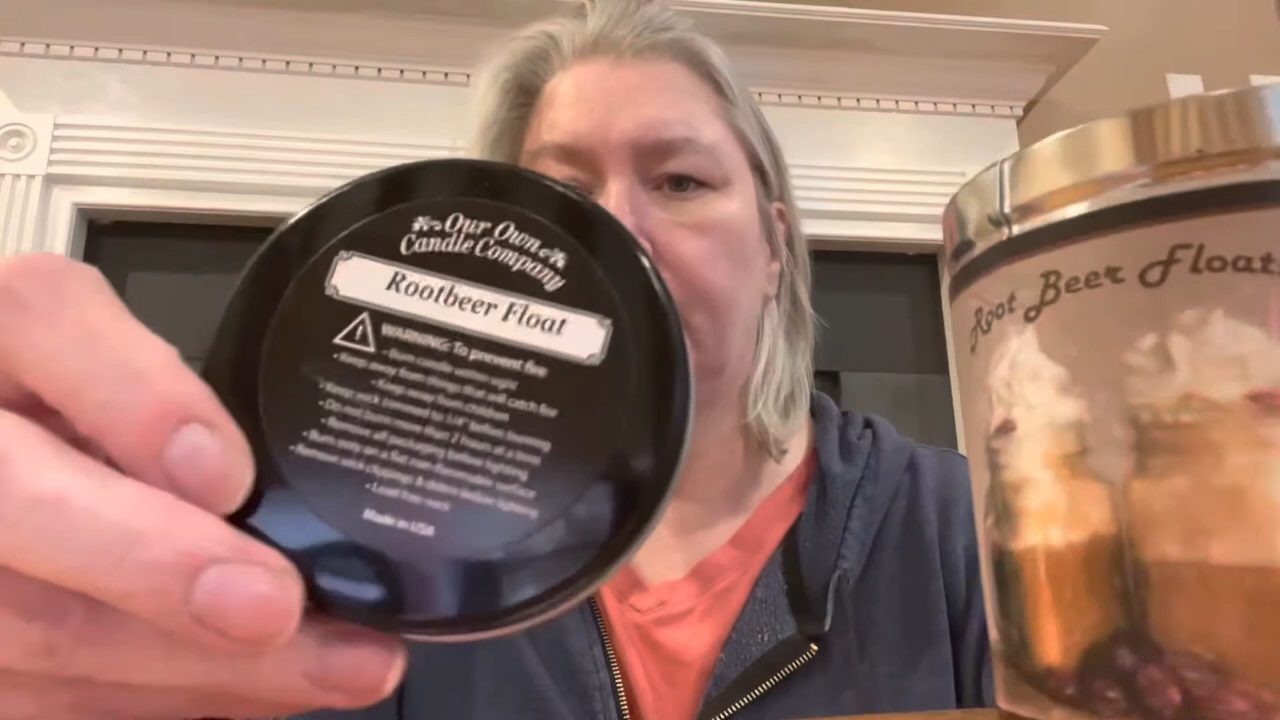 Our Own
Candle Company
Rootbeer Float
WARNING: To prevent fire
• Burn candle within sight
• Keep away from things that will catch fire
• Keep away from children
• Keep wick trimmed to 1/4" before burning
• Do not burn more than 2 hours at a time
• Remove all packaging before lighting
• Burn only on a flat non-flammable surface
• Remove wick clippings & debris before lighting
• Lead free wick
Made in USA
Root Beer Float